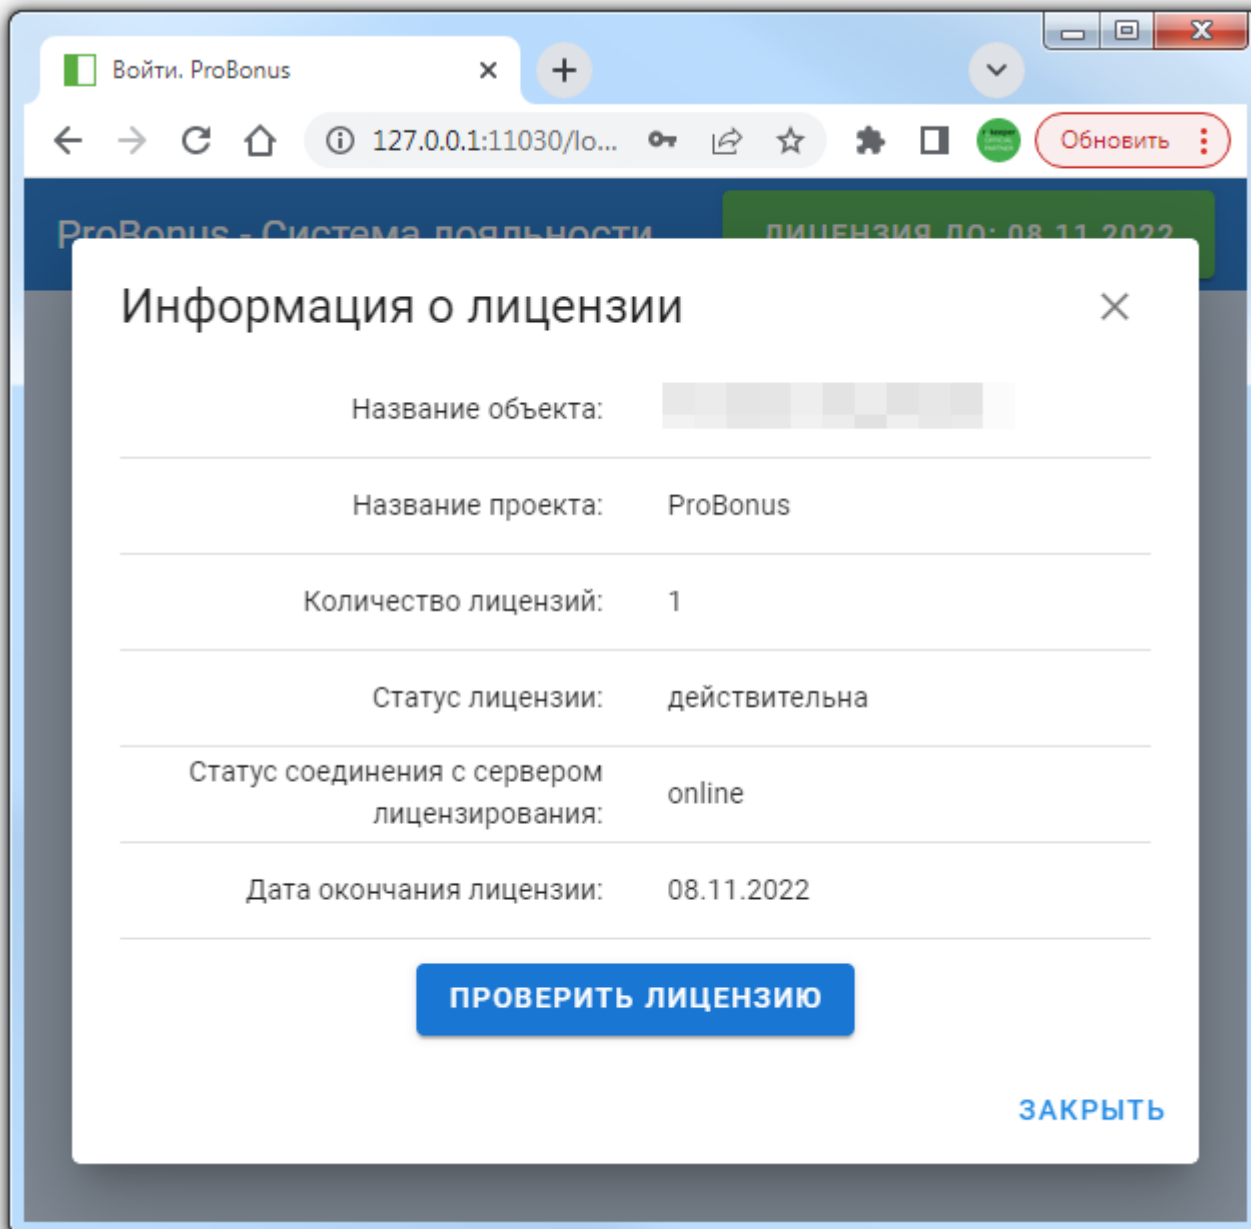 Войти. ProBonus
127.0.0.1:11030/lo...
Обновить
ProBonus - Система лояльности
ЛИЦЕНЗИЯ ДО: 08.11.2022
Информация о лицензии
Название объекта:
Название проекта: ProBonus
Количество лицензий: 1
Статус лицензии: действительна
Статус соединения с сервером
лицензирования: online
Дата окончания лицензии: 08.11.2022
ПРОВЕРИТЬ ЛИЦЕНЗИЮ
ЗАКРЫТЬ